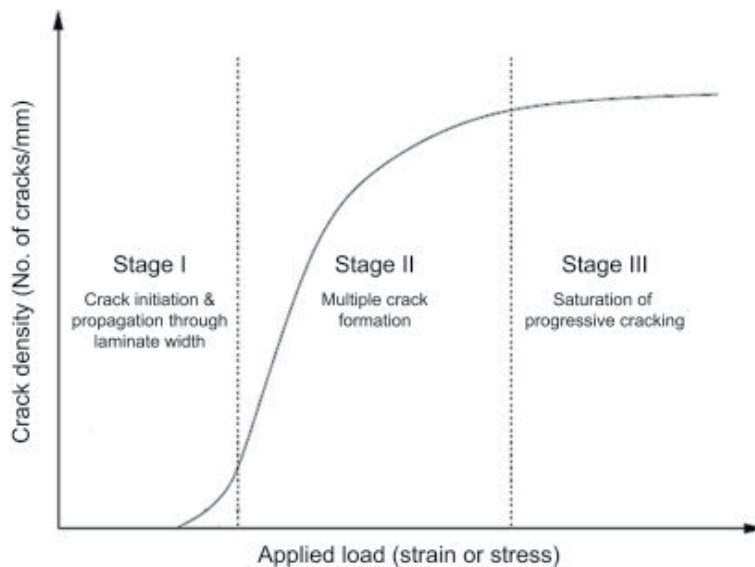 Crack density (No. of cracks/mm)
Stage I
Crack initiation &
propagation through
laminate width
Stage II
Multiple crack
formation
Stage III
Saturation of
progressive cracking
Applied load (strain or stress)